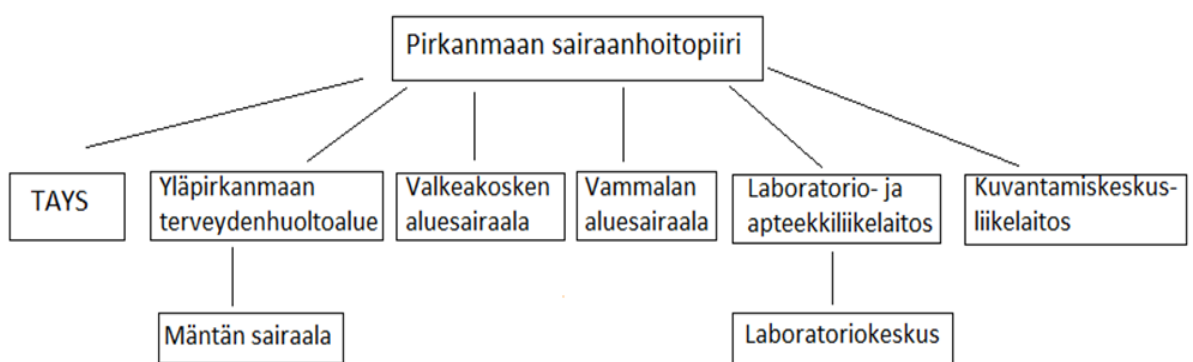 Pirkanmaan sairaanhoitopiiri
TAYS
Yläpirkanmaan
terveydenhuoltoalue
Valkeakosken
aluesairaala
Vammalan
aluesairaala
Laboratorio- ja
apteekkiliikelaitos
Kuvantamiskeskus-
liikelaitos
Mäntän sairaala
Laboratoriokeskus